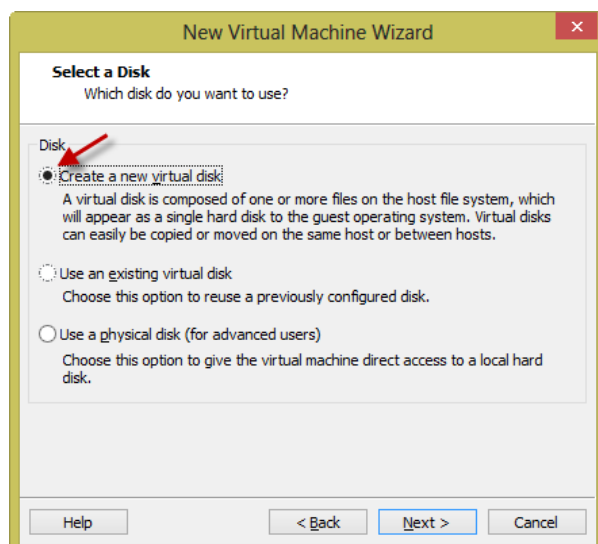 New Virtual Machine Wizard
Select a Disk
Which disk do you want to use?
Disk
Create a new virtual disk
A virtual disk is composed of one or more files on the host file system, which
will appear as a single hard disk to the guest operating system. Virtual disks
can easily be copied or moved on the same host or between hosts.
Use an existing virtual disk
Choose this option to reuse a previously configured disk.
Use a physical disk (for advanced users)
Choose this option to give the virtual machine direct access to a local hard
disk.
Help < Back Next > Cancel